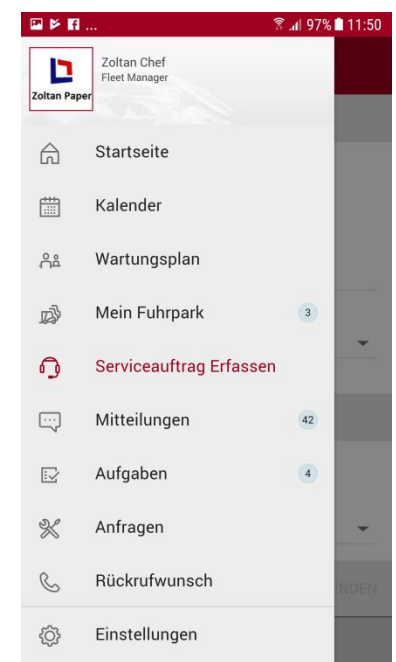 ... 97% 11:50
Zoltan Chef
Fleet Manager
Zoltan Paper
Startseite
Kalender
Wartungsplan
Mein Fuhrpark 3
Serviceauftrag Erfassen
Mitteilungen 42
Aufgaben 4
Anfragen
Rückrufwunsch
NDEN
Einstellungen